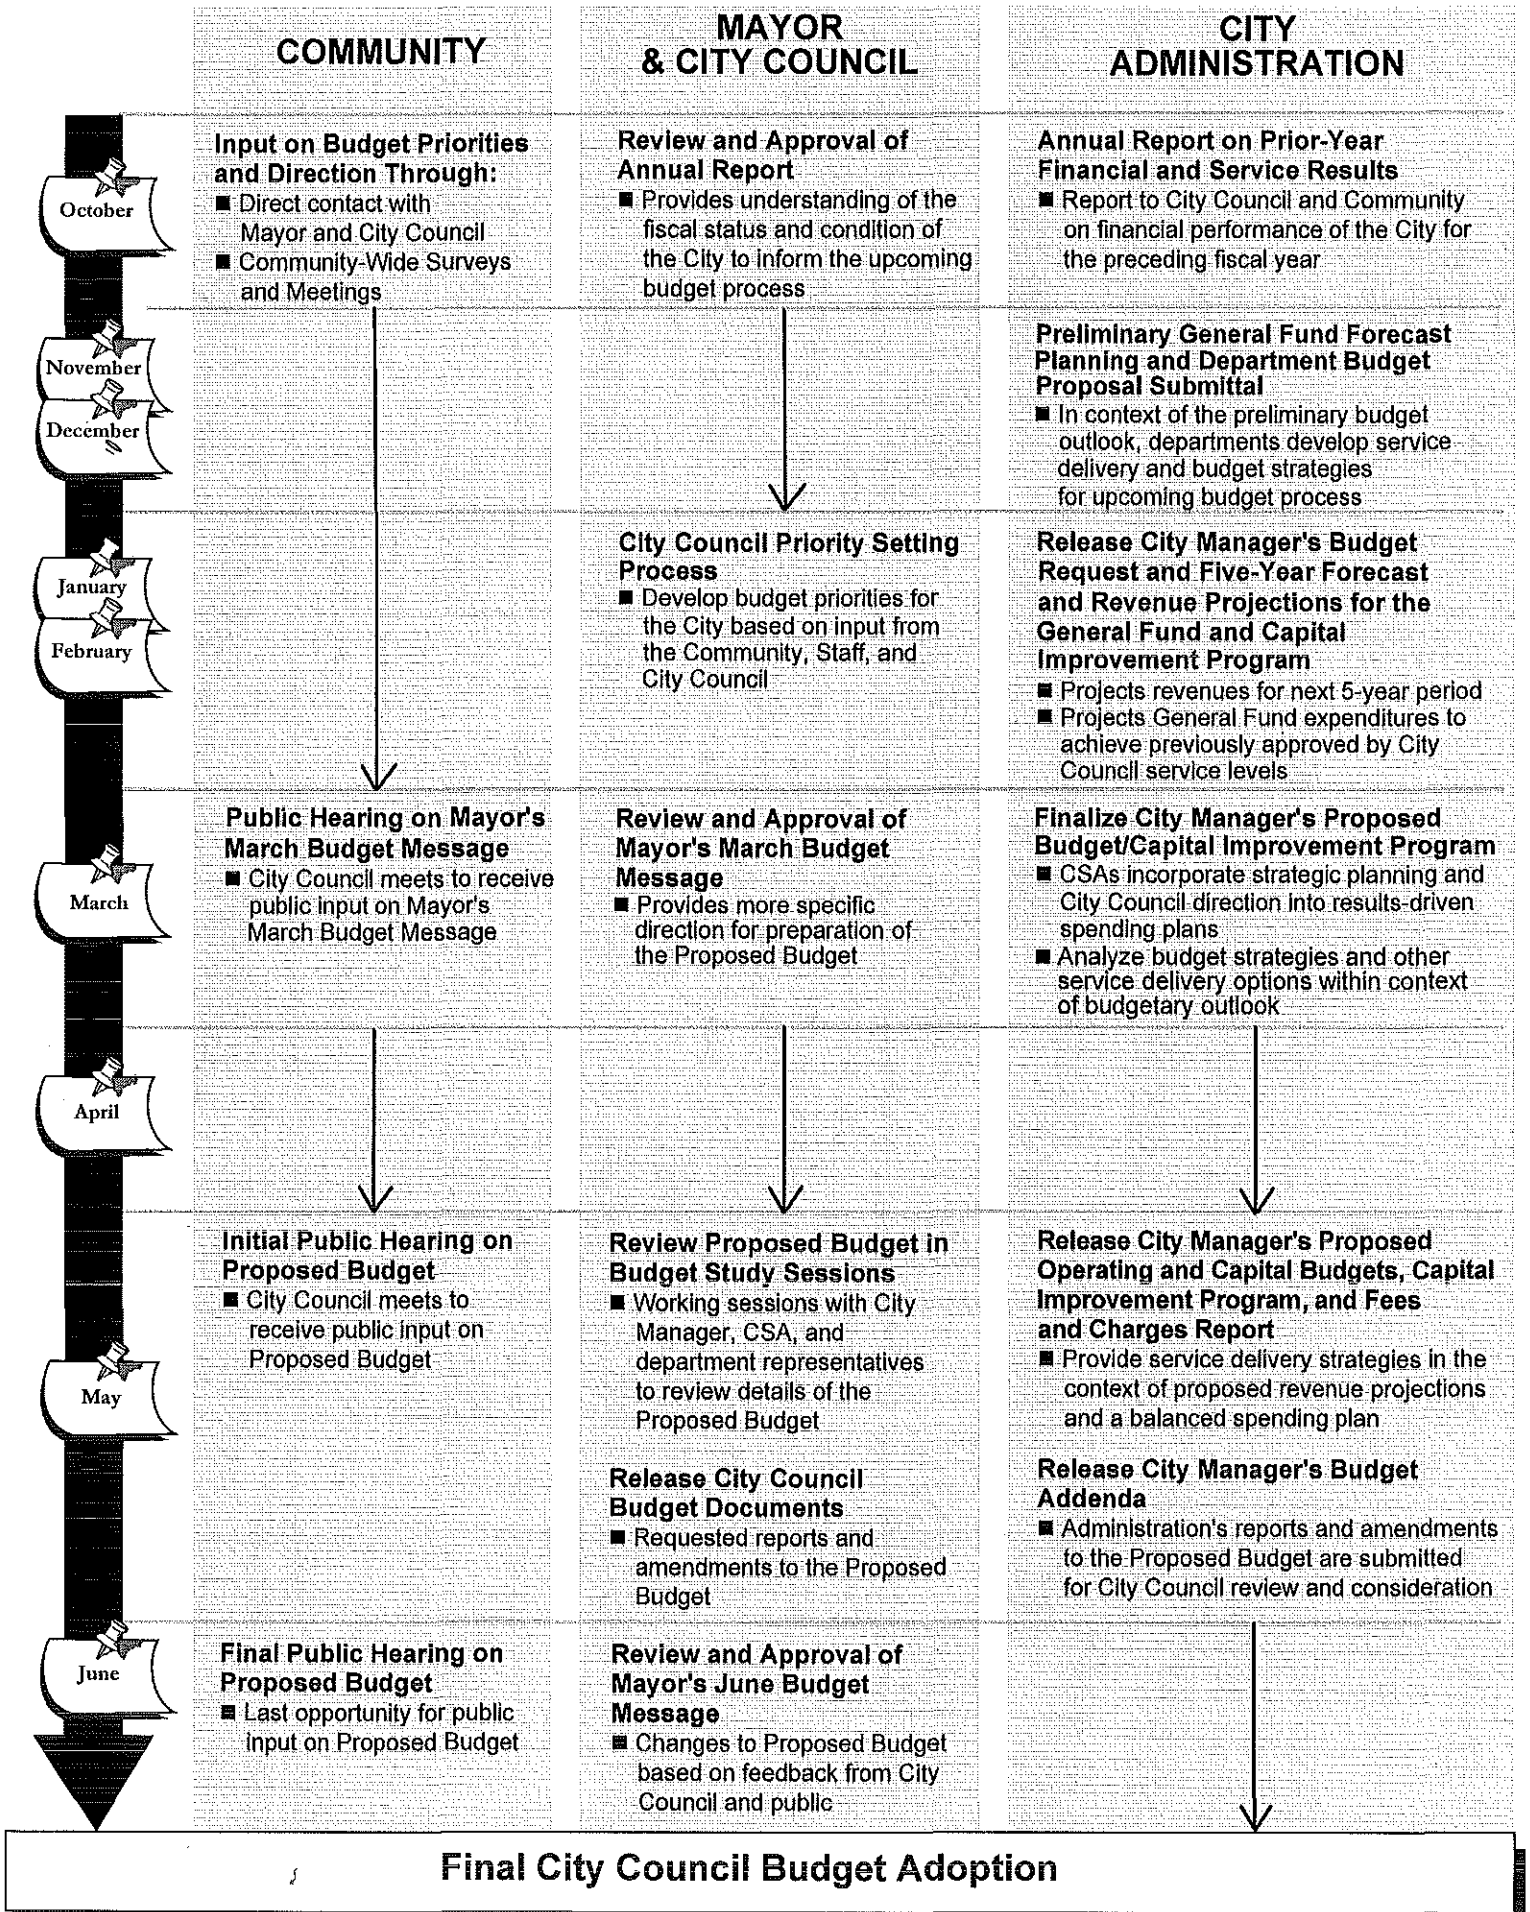 COMMUNITY
MAYOR
& CITY COUNCIL
CITY
ADMINISTRATION
October
Input on Budget Priorities
and Direction Through:
■ Direct contact with
Mayor and City Council
■ Community-Wide Surveys
and Meetings
Review and Approval of
Annual Report
■ Provides understanding of the
fiscal status and condition of
the City to inform the upcoming
budget process
Annual Report on Prior-Year
Financial and Service Results
■ Report to City Council and Community
on financial performance of the City for
the preceding fiscal year
November
December
Preliminary General Fund Forecast
Planning and Department Budget
Proposal Submittal
■ In context of the preliminary budget
outlook, departments develop service
delivery and budget strategies
for upcoming budget process
January
February
City Council Priority Setting
Process
■ Develop budget priorities for
the City based on input from
the Community, Staff, and
City Council
Release City Manager's Budget
Request and Five-Year Forecast
and Revenue Projections for the
General Fund and Capital
Improvement Program
■ Projects revenues for next 5-year period
■ Projects General Fund expenditures to
achieve previously approved by City
Council service levels
March
Public Hearing on Mayor's
March Budget Message
■ City Council meets to receive
public input on Mayor's
March Budget Message
Review and Approval of
Mayor's March Budget
Message
■ Provides more specific
direction for preparation of
the Proposed Budget
Finalize City Manager's Proposed
Budget/Capital Improvement Program
■ CSAs incorporate strategic planning and
City Council direction into results-driven
spending plans
■ Analyze budget strategies and other
service delivery options within context
of budgetary outlook
April
May
Initial Public Hearing on
Proposed Budget
■ City Council meets to
receive public input on
Proposed Budget
Review Proposed Budget in
Budget Study Sessions
■ Working sessions with City
Manager, CSA, and
department representatives
to review details of the
Proposed Budget
Release City Council
Budget Documents
■ Requested reports and
amendments to the Proposed
Budget
Release City Manager's Proposed
Operating and Capital Budgets, Capital
Improvement Program, and Fees
and Charges Report
■ Provide service delivery strategies in the
context of proposed revenue projections
and a balanced spending plan
Release City Manager's Budget
Addenda
■ Administration's reports and amendments
to the Proposed Budget are submitted
for City Council review and consideration
June
Final Public Hearing on
Proposed Budget
■ Last opportunity for public
input on Proposed Budget
Review and Approval of
Mayor's June Budget
Message
■ Changes to Proposed Budget
based on feedback from City
Council and public
Final City Council Budget Adoption